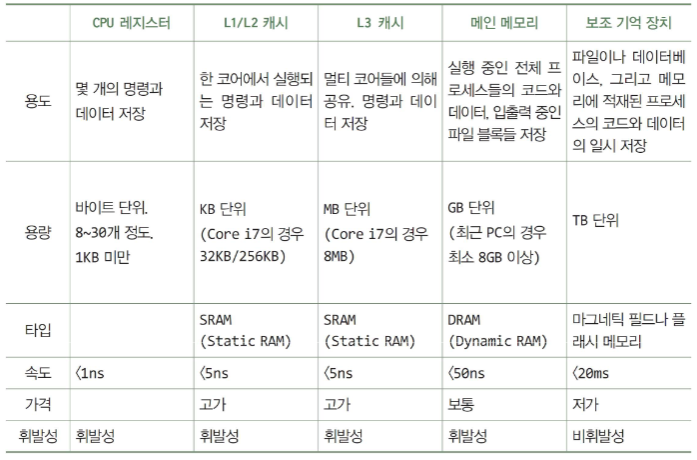 CPU 레지스터 L1/L2 캐시 L3 캐시 메인 메모리 보조 기억 장치
용도
몇 개의 명령과
데이터 저장
한 코어에서 실행되
는 명령과 데이터
저장
멀티 코어들에 의해
공유. 명령과 데이
터 저장
실행 중인 전체 프
로세스들의 코드와
데이터, 입출력 중인
파일 블록들 저장
파일이나 데이터베
이스, 그리고 메모
리에 적재된 프로세
스의 코드와 데이터
의 일시 저장
용량
바이트 단위.
8~30개 정도.
1KB 미만
KB 단위
(Core i7의 경우
32KB/256KB)
MB 단위
(Core i7의 경우
8MB)
GB 단위
(최근 PC의 경우
최소 8GB 이상)
TB 단위
타입
SRAM
(Static RAM)
SRAM
(Static RAM)
DRAM
(Dynamic RAM)
마그네틱 필드나 플
래시 메모리
속도 <1ns <5ns <5ns <50ns <20ms
가격 고가 고가 보통 저가
휘발성 휘발성 휘발성 휘발성 휘발성 비휘발성